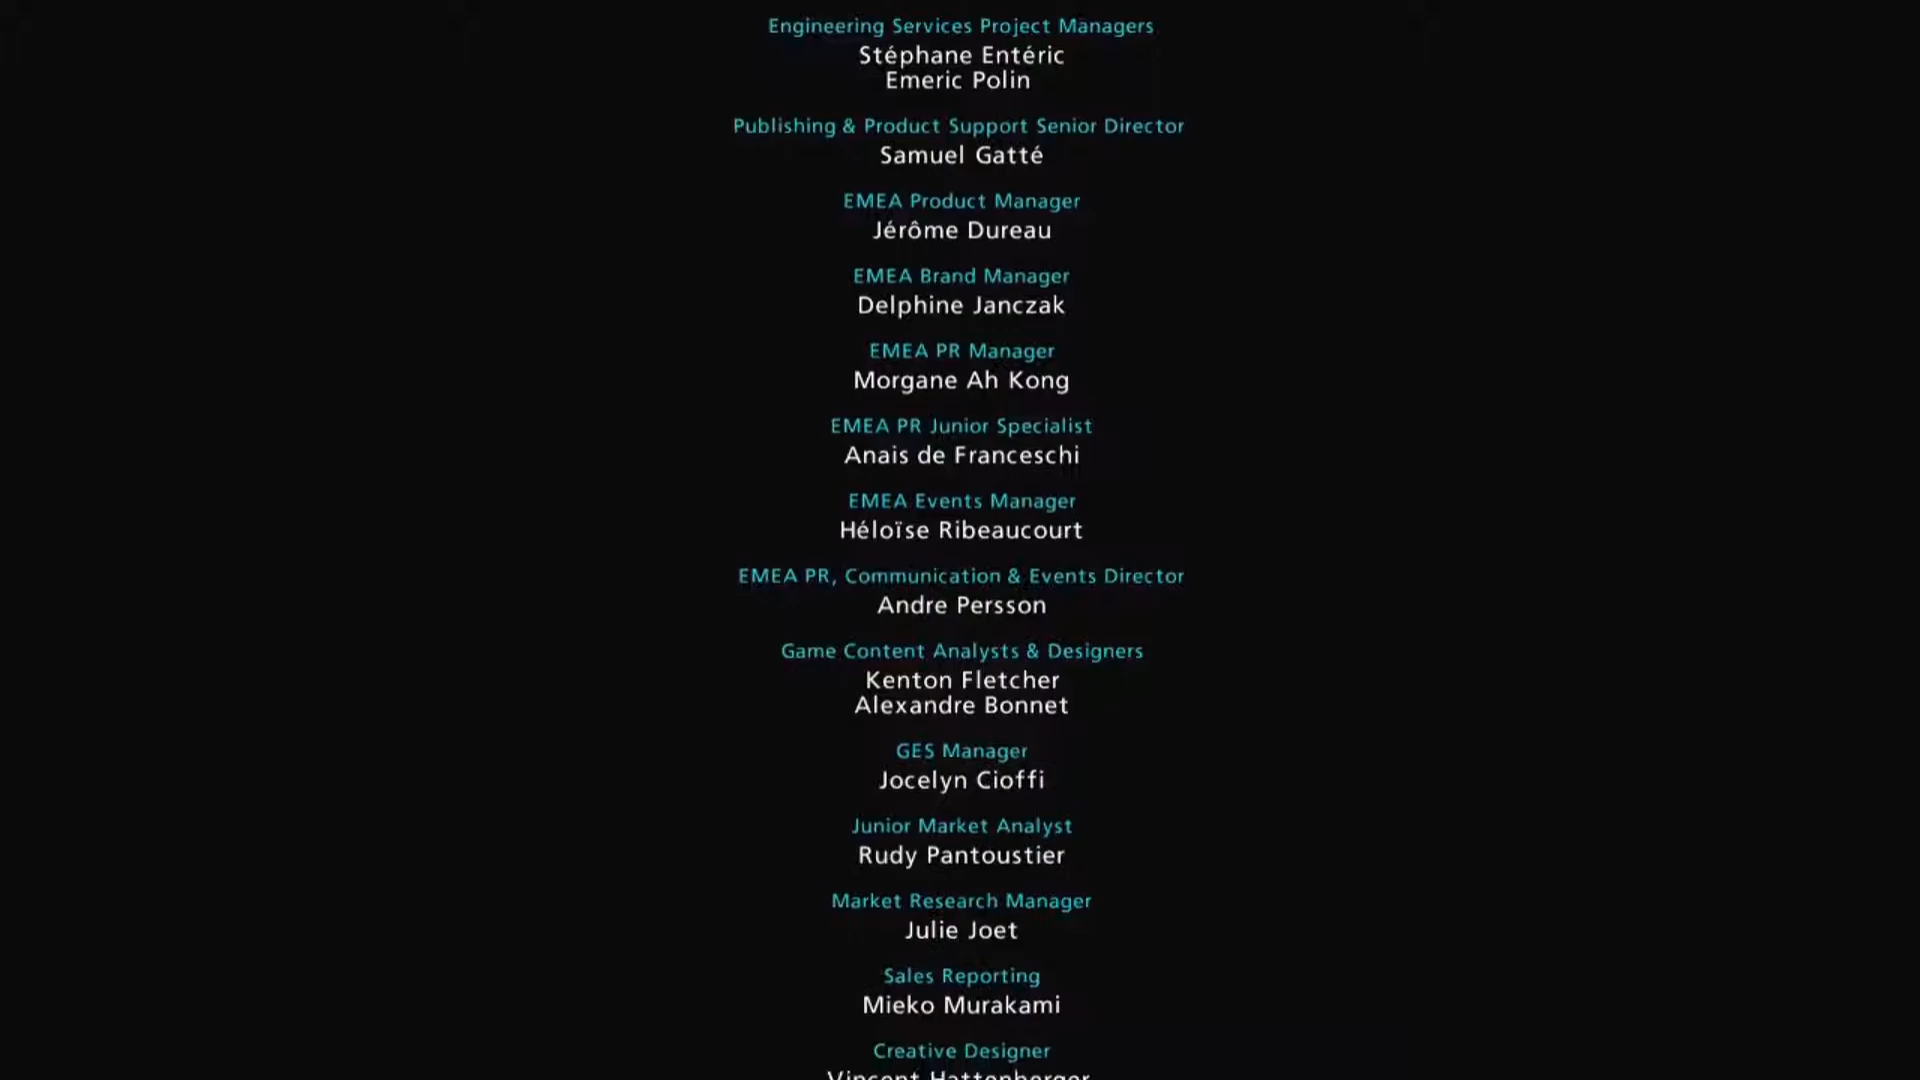 Engineering Services Project Managers
Stéphane Entéric
Emeric Polin
Publishing & Product Support Senior Director
Samuel Gatté
EMEA Product Manager
Jérôme Dureau
EMEA Brand Manager
Delphine Janczak
EMEA PR Manager
Morgane Ah Kong
EMEA PR Junior Specialist
Anais de Franceschi
EMEA Events Manager
Héloïse Ribeaucourt
EMEA PR, Communication & Events Director
Andre Persson
Game Content Analysts & Designers
Kenton Fletcher
Alexandre Bonnet
GES Manager
Jocelyn Cioffi
Junior Market Analyst
Rudy Pantoustier
Market Research Manager
Julie Joet
Sales Reporting
Mieko Murakami
Creative Designer
Vincent Hattenberger